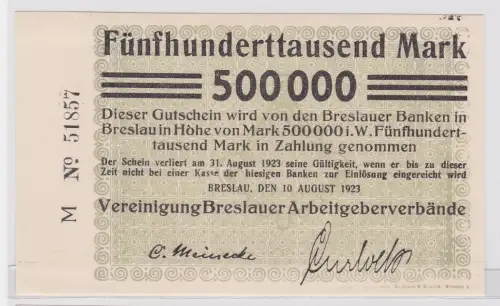 Fünfhunderttausend Mark
500 000
Dieser Gutschein wird von den Breslauer Banken in
Breslau in Höhe von Mark 500000 i.W. Fünfhundert-
tausend Mark in Zahlung genommen
Der Schein verliert am 31. August 1923 seine Gültigkeit, wenn er bis zu dieser
Zeit nicht bei einer Kasse der hiesigen Banken zur Einlösung eingereicht wird
BRESLAU, DEN 10 AUGUST 1923
Vereinigung Breslauer Arbeitgeberverbände
C. Meinecke
M No 51857